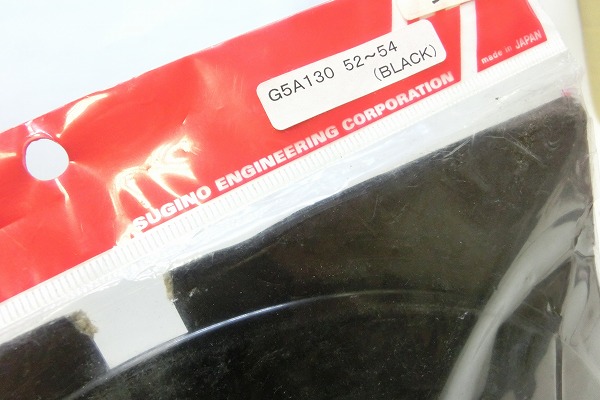 made in JAPAN
G5A130 52～54
(BLACK)
SUGINO ENGINEERING CORPORATION